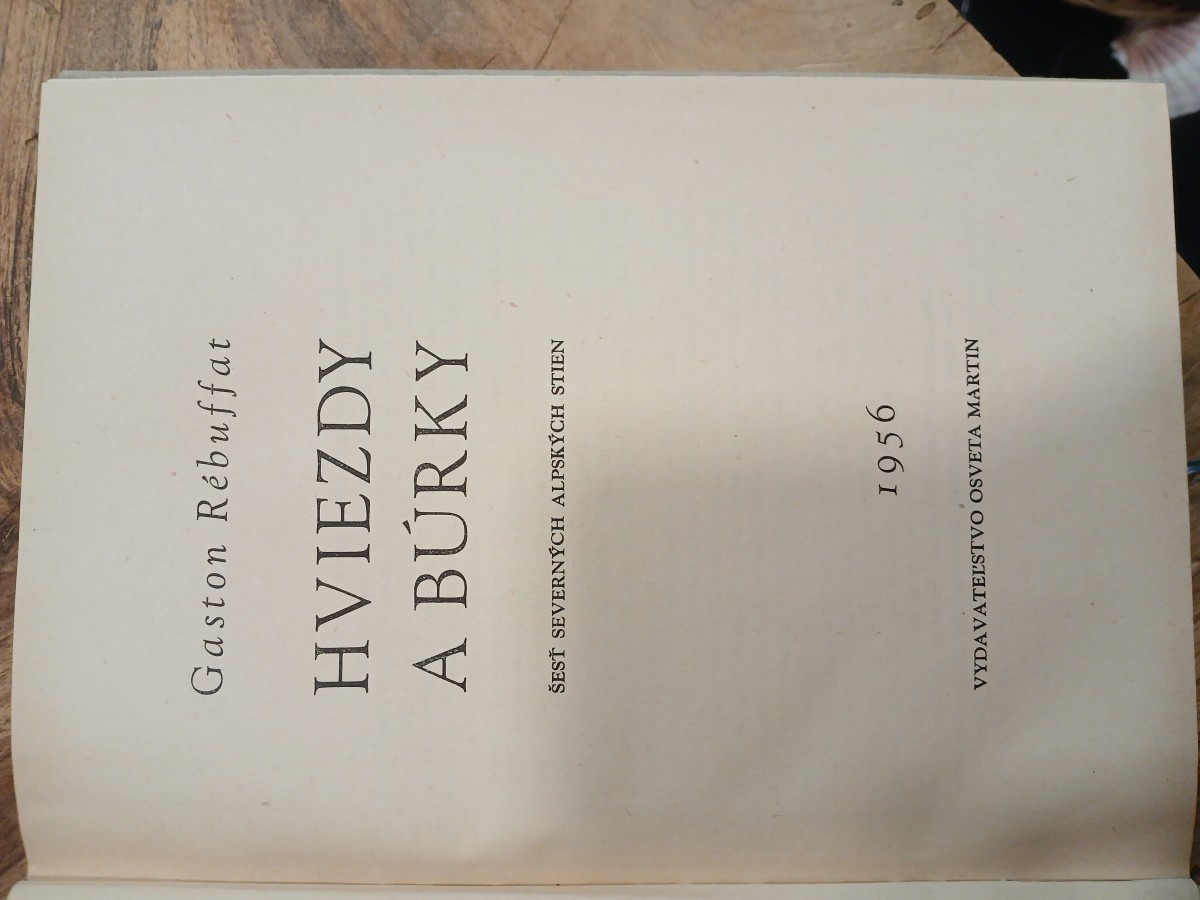 Gaston Rébuffat
HVIEZDY
A BÚRKY
ŠESŤ SEVERNÝCH ALPSKÝCH STIEN
1956
VYDAVATEĽSTVO OSVETA MARTIN